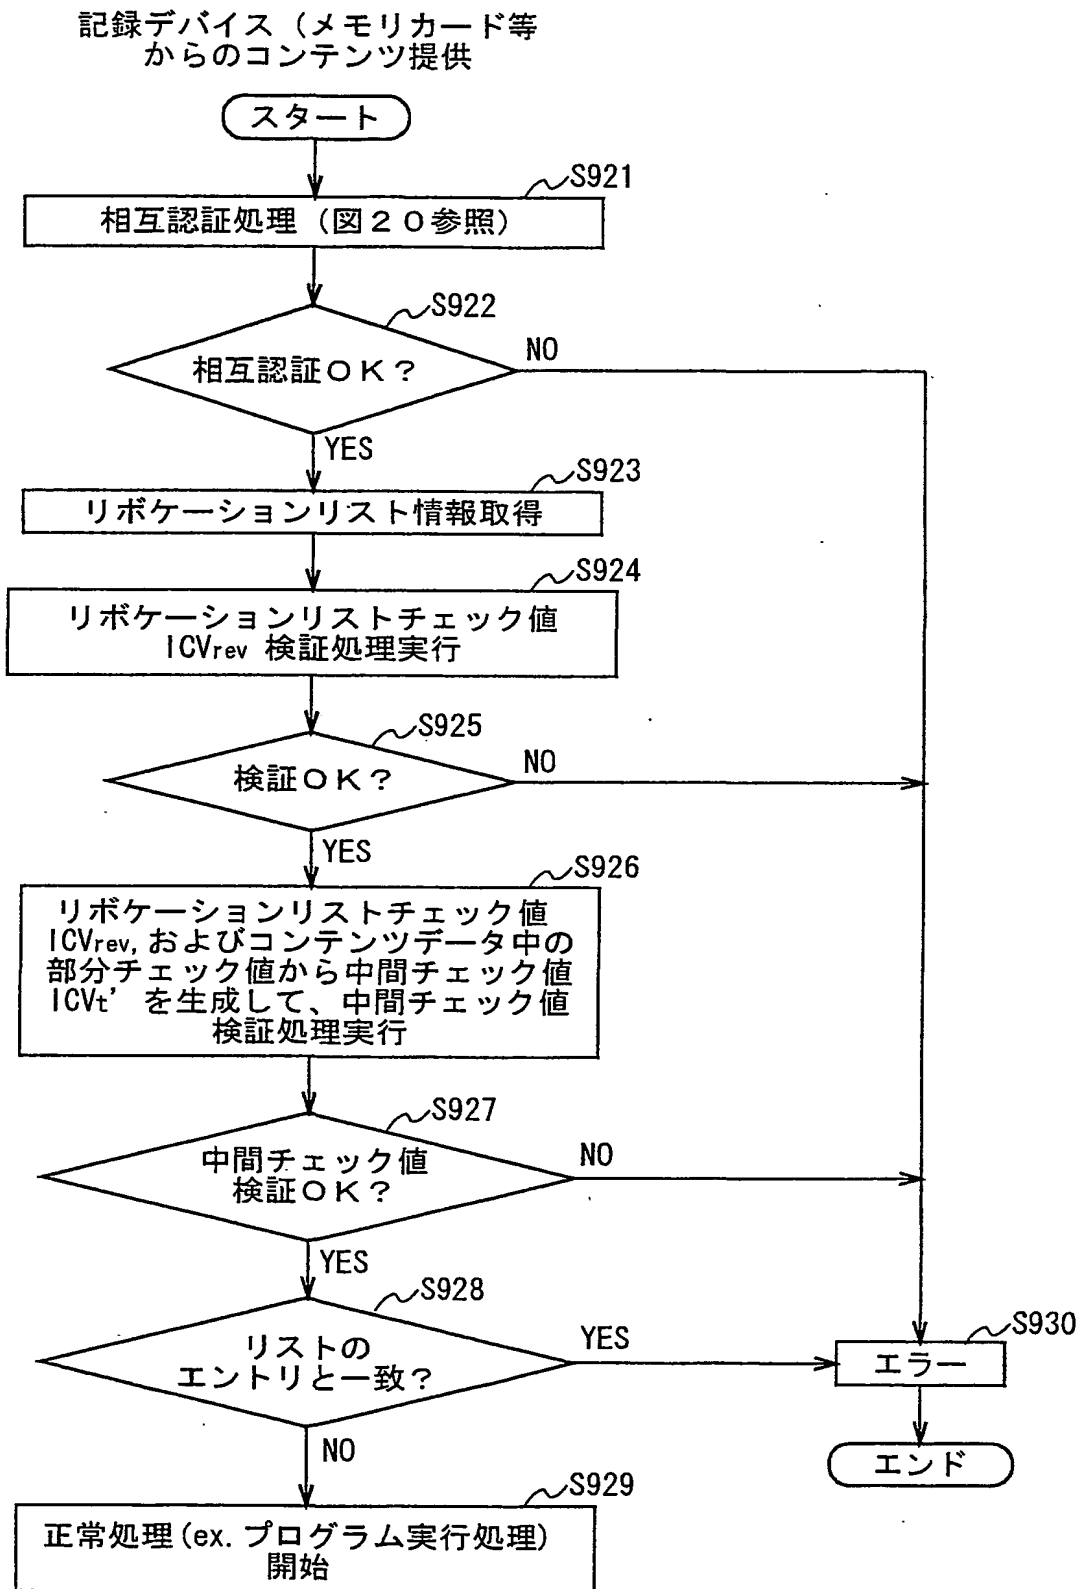 記録デバイス（メモリカード等
からのコンテンツ提供
スタート
S921
相互認証処理（図２０参照）
S922
相互認証ＯＫ？
NO
YES
S923
リボケーションリスト情報取得
S924
リボケーションリストチェック値
ICVrev 検証処理実行
S925
検証ＯＫ？
NO
YES
S926
リボケーションリストチェック値
ICVrev, およびコンテンツデータ中の
部分チェック値から中間チェック値
ICVt' を生成して、中間チェック値
検証処理実行
S927
中間チェック値
検証ＯＫ？
NO
YES
S928
リストの
エントリと一致？
YES
S930
エラー
エンド
NO
S929
正常処理(ex. プログラム実行処理)
開始